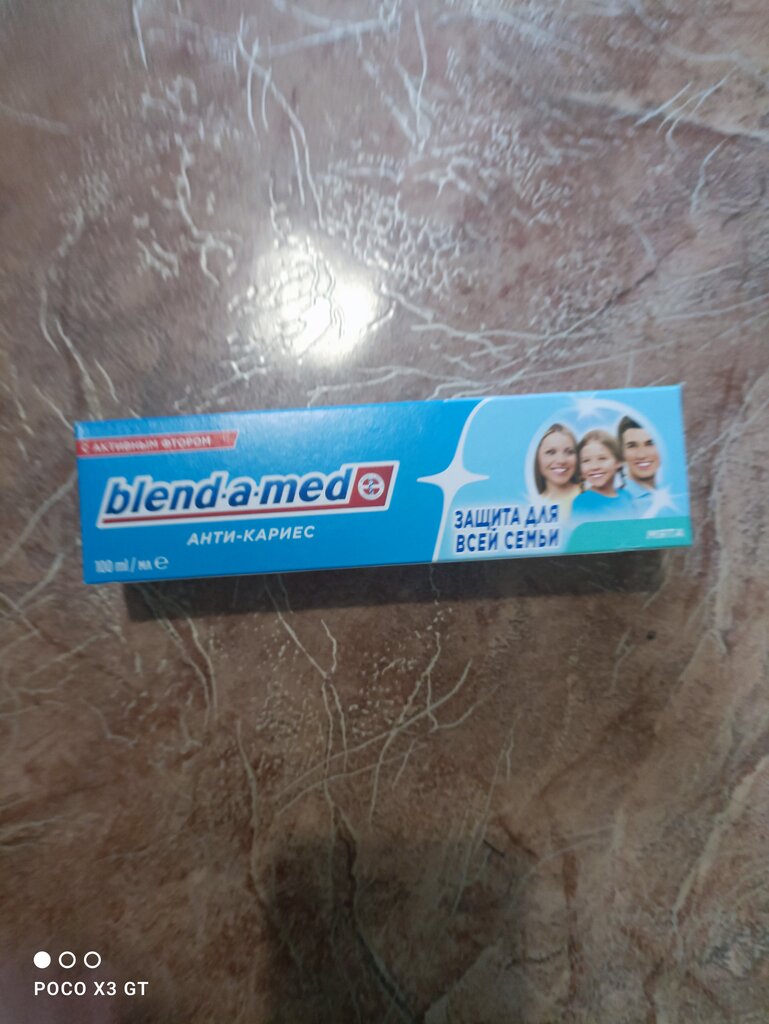 С АКТИВНЫМ ФТОРОМ
blend-a-med
АНТИ-КАРИЕС
100 ml / МЛ e
ЗАЩИТА ДЛЯ
ВСЕЙ СЕМЬИ
МЯТА
POCO X3 GT